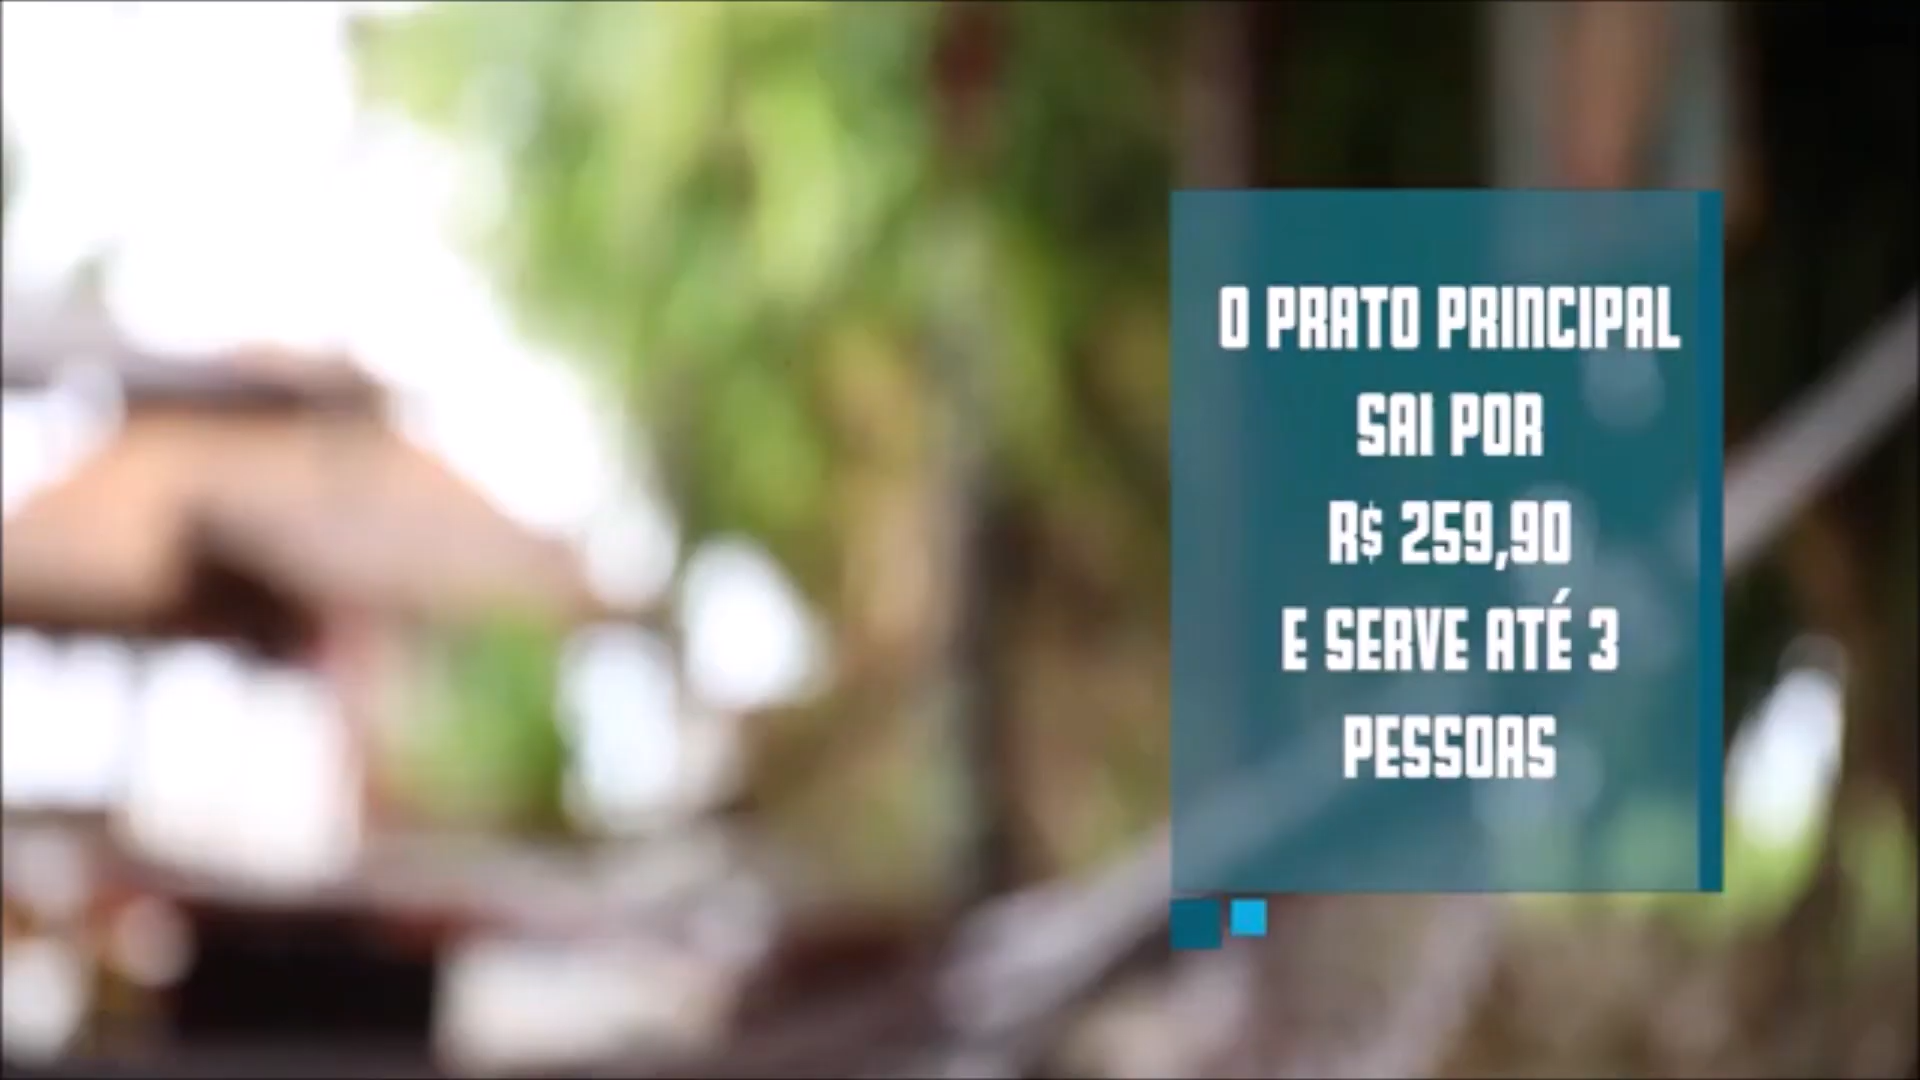 O PRATO PRINCIPAL
SAI POR
R$ 259,90
E SERVE ATÉ 3
PESSOAS